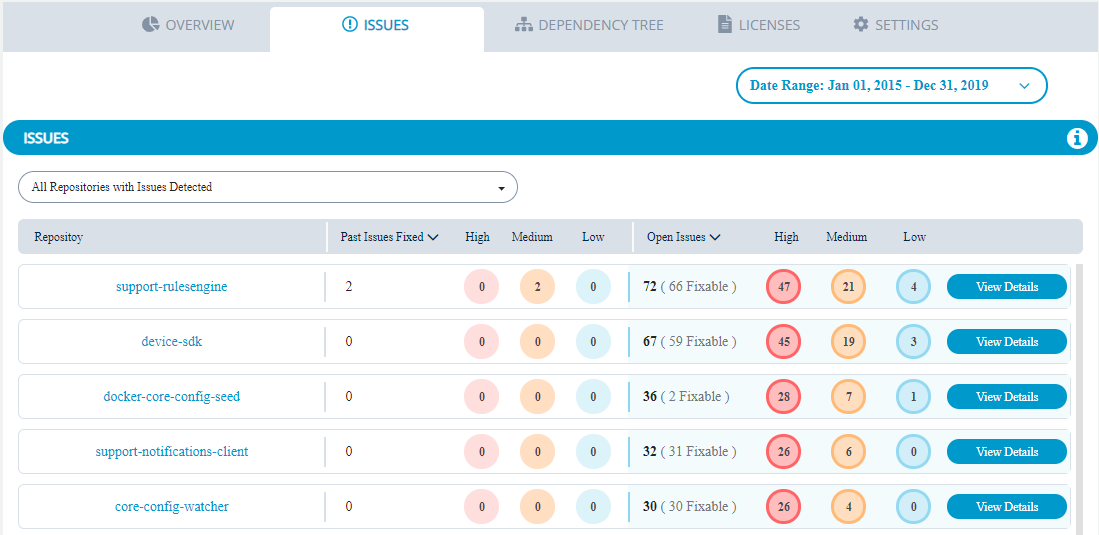 OVERVIEW ISSUES DEPENDENCY TREE LICENSES SETTINGS
Date Range: Jan 01, 2015 - Dec 31, 2019
ISSUES
All Repositories with Issues Detected
Repositoy Past Issues Fixed High Medium Low Open Issues High Medium Low
support-rulesengine 2 0 2 0 72 ( 66 Fixable ) 47 21 4 View Details
device-sdk 0 0 0 0 67 ( 59 Fixable ) 45 19 3 View Details
docker-core-config-seed 0 0 0 0 36 ( 2 Fixable ) 28 7 1 View Details
support-notifications-client 0 0 0 0 32 ( 31 Fixable ) 26 6 0 View Details
core-config-watcher 0 0 0 0 30 ( 30 Fixable ) 26 4 0 View Details